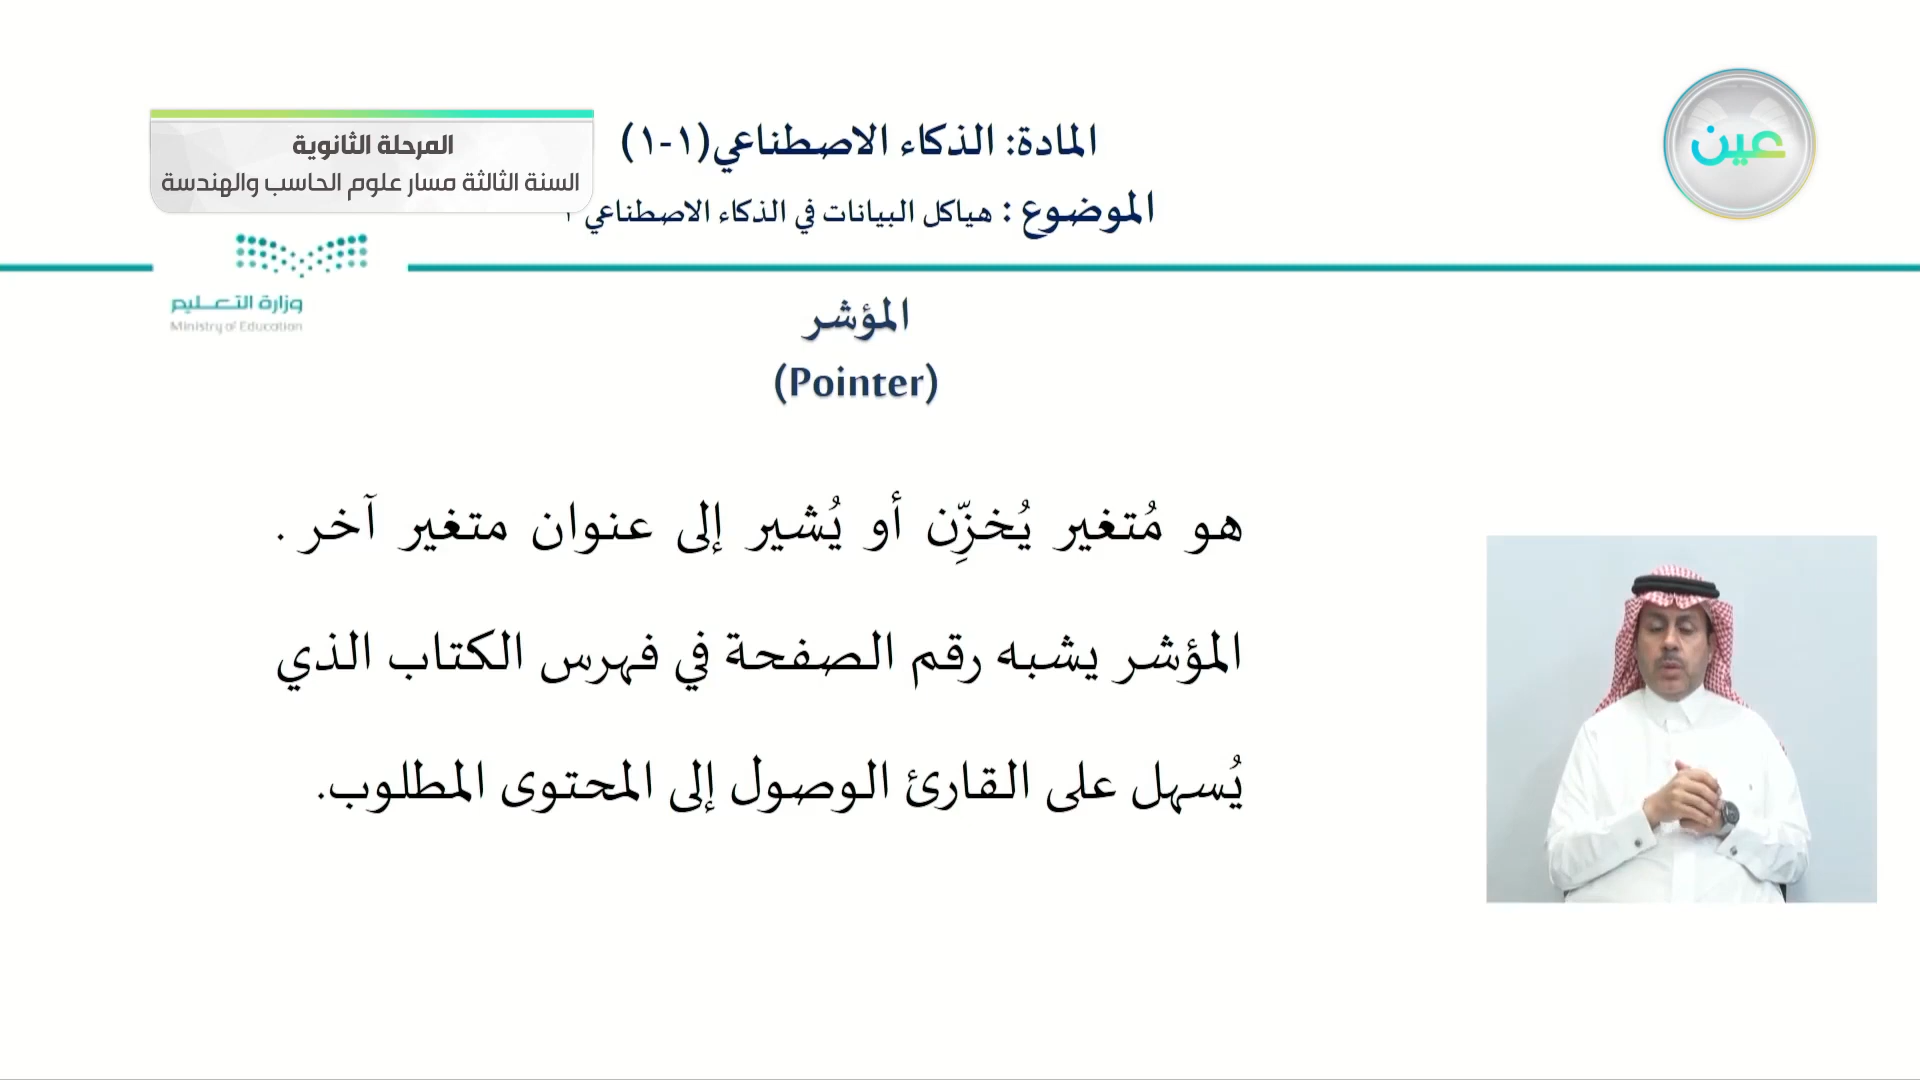 المرحلة الثانوية
السنة الثالثة مسار علوم الحاسب والهندسة
المادة: الذكاء الاصطناعي(١-١)
الموضوع : هياكل البيانات في الذكاء الاصطناعي
عين
وزارة التعليم
Ministry of Education
المؤشر
(Pointer)
هو مُتغير يُخزِّن أو يُشير إلى عنوان متغير آخر .
المؤشر يشبه رقم الصفحة في فهرس الكتاب الذي
يُسهل على القارئ الوصول إلى المحتوى المطلوب.